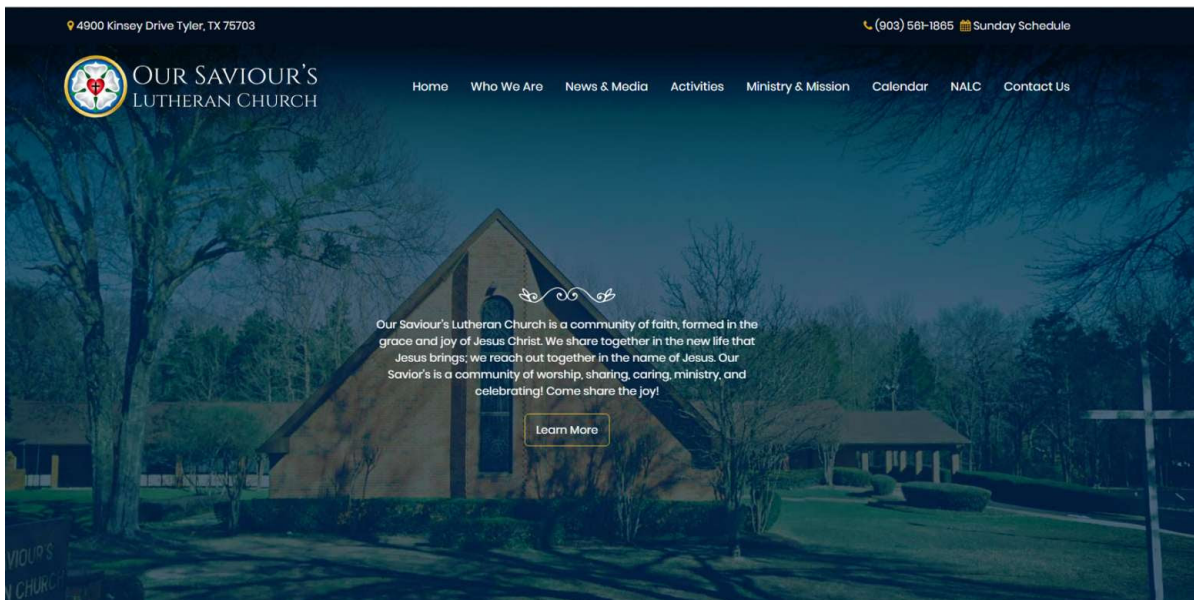 4900 Kinsey Drive Tyler, TX 75703
(903) 561-1865 Sunday Schedule
OUR SAVIOUR'S
LUTHERAN CHURCH
Home Who We Are News & Media Activities Ministry & Mission Calendar NALC Contact Us
Our Saviour's Lutheran Church is a community of faith, formed in the
grace and joy of Jesus Christ. We share together in the new life that
Jesus brings; we reach out together in the name of Jesus. Our
Savior's is a community of worship, sharing, caring, ministry, and
celebrating! Come share the joy!
Learn More
VIOUR'S
N CHURCH